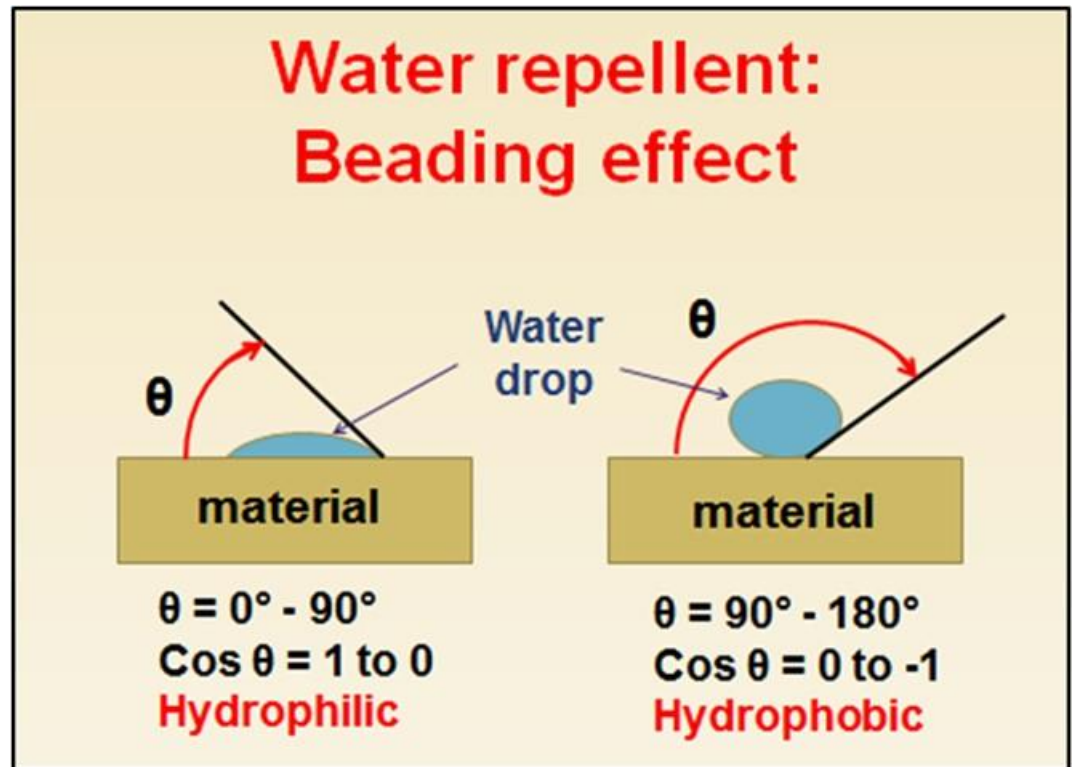 Water repellent:
Beading effect
Water
drop
θ
θ
material
material
θ = 0° - 90°
Cos θ = 1 to 0
Hydrophilic
θ = 90° - 180°
Cos θ = 0 to -1
Hydrophobic